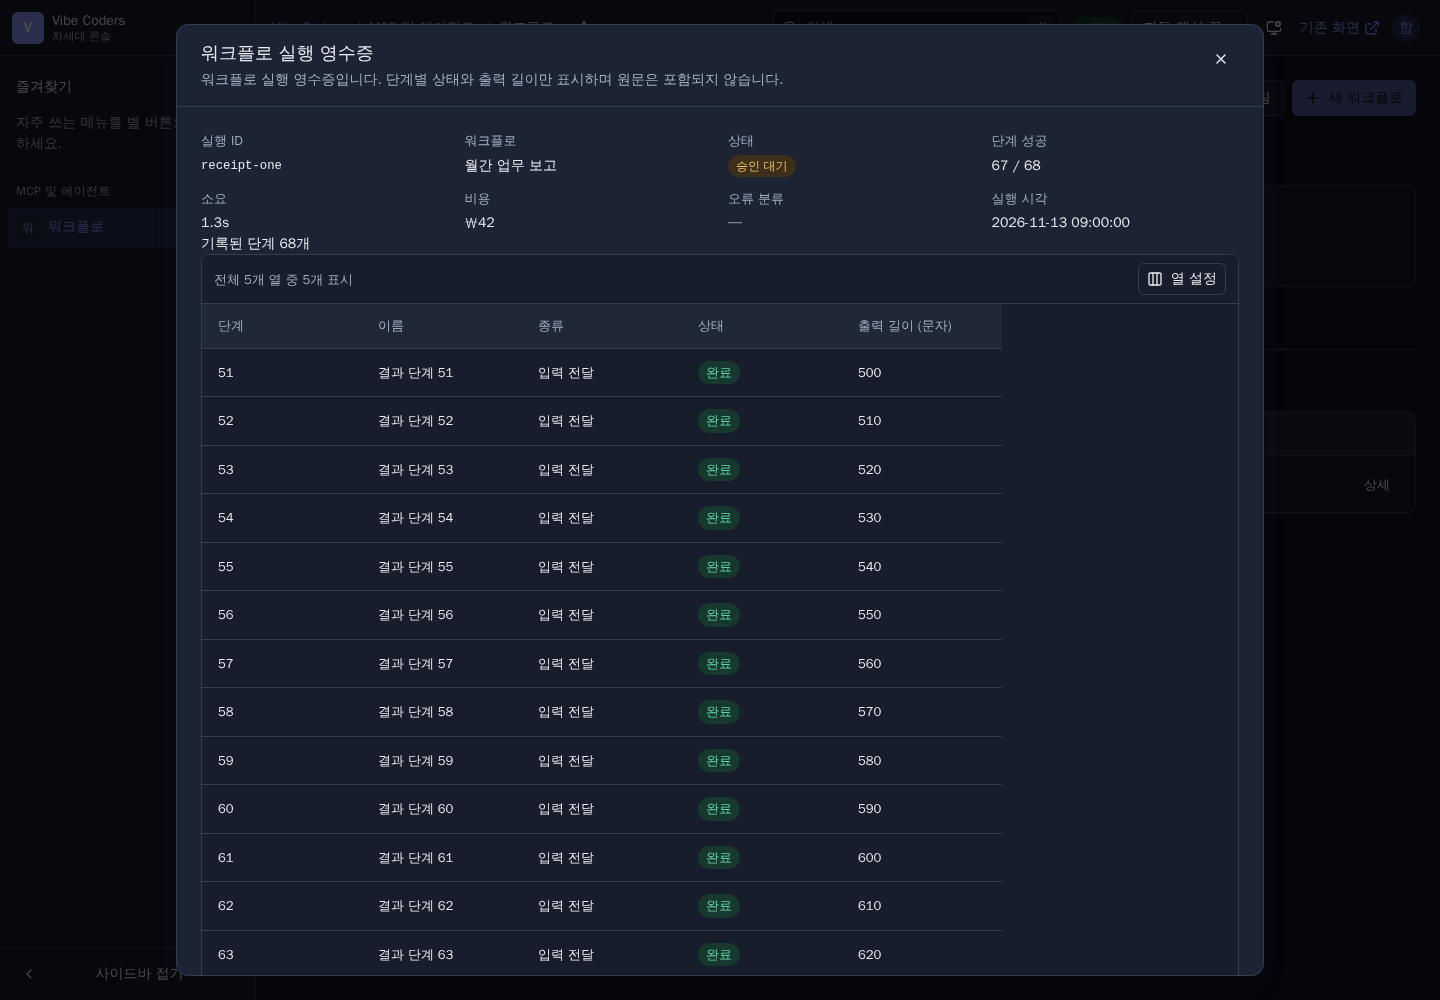 V
Vibe Coders
차세대 콘솔
기존 화면
합
즐겨찾기
자주 쓰는 메뉴를 별 버튼
하세요.
MCP 및 에이전트
워 워크플로
새 워크플로
상세
사이드바 접기
워크플로 실행 영수증
워크플로 실행 영수증입니다. 단계별 상태와 출력 길이만 표시하며 원문은 포함되지 않습니다.
실행 ID 워크플로 상태 단계 성공
receipt-one 월간 업무 보고 승인 대기 67 / 68
소요 비용 오류 분류 실행 시각
1.3s ₩42 — 2026-11-13 09:00:00
기록된 단계 68개
전체 5개 열 중 5개 표시 열 설정
단계 이름 종류 상태 출력 길이 (문자)
51 결과 단계 51 입력 전달 완료 500
52 결과 단계 52 입력 전달 완료 510
53 결과 단계 53 입력 전달 완료 520
54 결과 단계 54 입력 전달 완료 530
55 결과 단계 55 입력 전달 완료 540
56 결과 단계 56 입력 전달 완료 550
57 결과 단계 57 입력 전달 완료 560
58 결과 단계 58 입력 전달 완료 570
59 결과 단계 59 입력 전달 완료 580
60 결과 단계 60 입력 전달 완료 590
61 결과 단계 61 입력 전달 완료 600
62 결과 단계 62 입력 전달 완료 610
63 결과 단계 63 입력 전달 완료 620